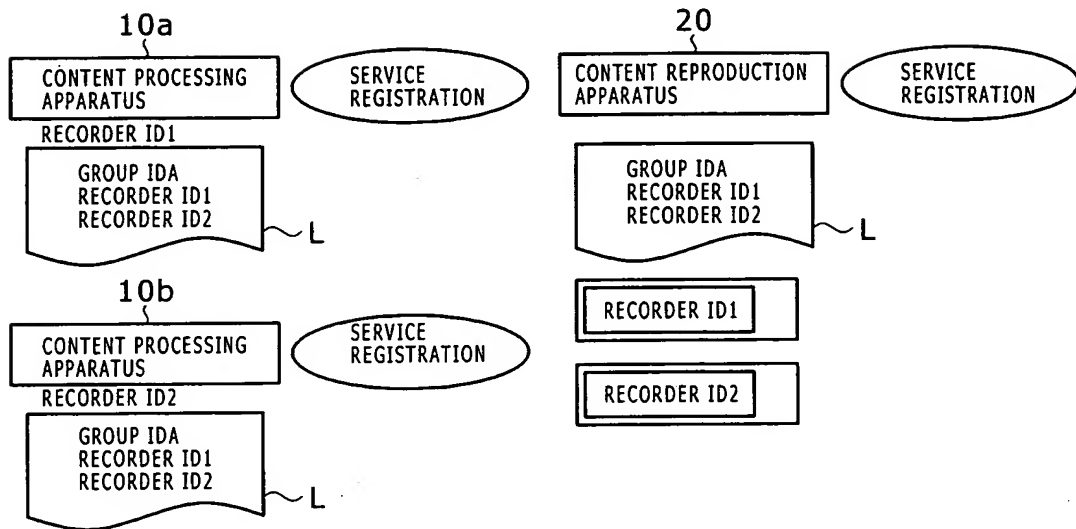 10a
CONTENT PROCESSING
APPARATUS
SERVICE
REGISTRATION
RECORDER ID1
GROUP IDA
RECORDER ID1
RECORDER ID2
L
10b
CONTENT PROCESSING
APPARATUS
SERVICE
REGISTRATION
RECORDER ID2
GROUP IDA
RECORDER ID1
RECORDER ID2
L
20
CONTENT REPRODUCTION
APPARATUS
SERVICE
REGISTRATION
GROUP IDA
RECORDER ID1
RECORDER ID2
L
RECORDER ID1
RECORDER ID2